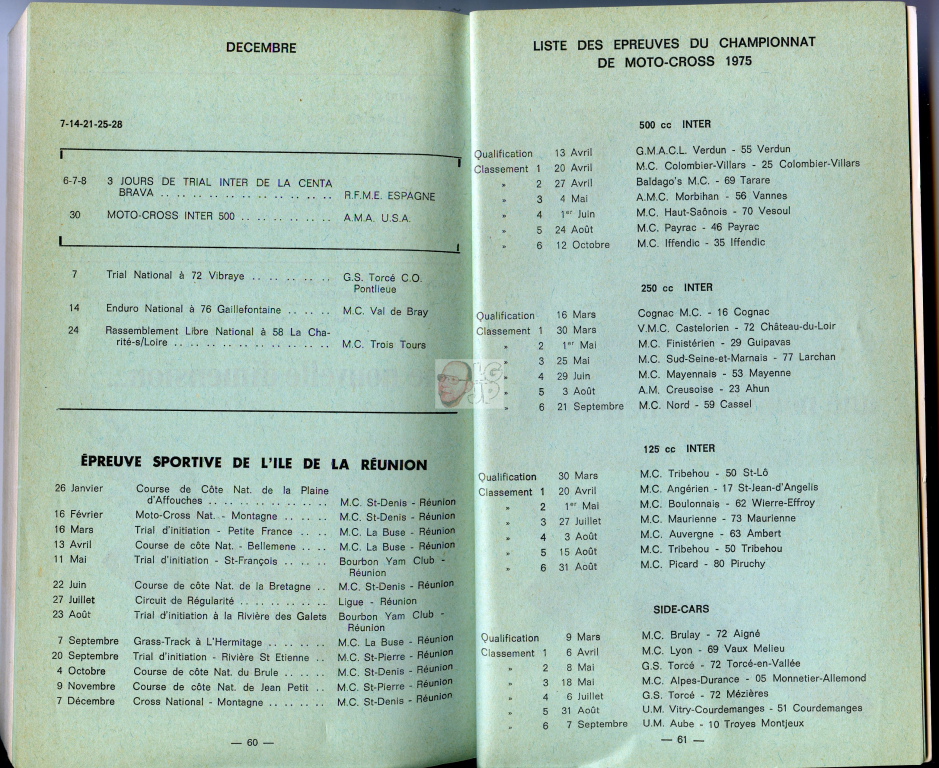 DECEMBRE
7-14-21-25-28
6-7-8 3 JOURS DE TRIAL INTER DE LA CENTA
BRAVA .. .. .. .. .. .. .. .. .. .. R.F.M.E. ESPAGNE
30 MOTO-CROSS INTER 500 .. .. .. .. .. A.M.A. U.S.A.
7 Trial National à 72 Vibraye .. .. .. .. .. G.S. Torcé C.O.
Pontlieue
14 Enduro National à 76 Gaillefontaine .. .. .. M.C. Val de Bray
24 Rassemblement Libre National à 58 La Cha-
rité-s/Loire .. .. .. .. .. .. .. .. .. M.C. Trois Tours
ÉPREUVE SPORTIVE DE L'ILE DE LA RÉUNION
26 Janvier Course de Côte Nat. de la Plaine
d'Affouches .. .. .. .. .. .. .. M.C. St-Denis - Réunion
16 Février Moto-Cross Nat. - Montagne .. .. .. M.C. St-Denis - Réunion
16 Mars Trial d'initiation - Petite France .. .. M.C. La Buse - Réunion
13 Avril Course de côte Nat. - Bellemene .. .. M.C. La Buse - Réunion
11 Mai Trial d'initiation - St-François .. .. .. Bourbon Yam Club -
Réunion
22 Juin Course de côte Nat. de la Bretagne .. M.C. St-Denis - Réunion
27 Juillet Circuit de Régularité .. .. .. .. .. Ligue - Réunion
23 Août Trial d'initiation à la Rivière des Galets Bourbon Yam Club -
Réunion
7 Septembre Grass-Track à L'Hermitage .. .. .. .. M.C. La Buse - Réunion
20 Septembre Trial d'initiation - Rivière St Etienne .. M.C. St-Pierre - Réunion
4 Octobre Course de côte Nat. du Brule .. .. .. M.C. St-Denis - Réunion
9 Novembre Course de côte Nat. de Jean Petit .. .. M.C. St-Pierre - Réunion
7 Décembre Cross National - Montagne .. .. .. .. M.C. St-Denis - Réunion
— 60 —
LISTE DES EPREUVES DU CHAMPIONNAT
DE MOTO-CROSS 1975
500 cc INTER
Qualification 13 Avril G.M.A.C.L. Verdun - 55 Verdun
Classement 1 20 Avril M.C. Colombier-Villars - 25 Colombier-Villars
» 2 27 Avril Baldago's M.C. - 69 Tarare
» 3 4 Mai A.M.C. Morbihan - 56 Vannes
» 4 1er Juin M.C. Haut-Saônois - 70 Vesoul
» 5 24 Août M.C. Payrac - 46 Payrac
» 6 12 Octobre M.C. Iffendic - 35 Iffendic
250 cc INTER
Qualification 16 Mars Cognac M.C. - 16 Cognac
Classement 1 30 Mars V.M.C. Castelorien - 72 Château-du-Loir
» 2 1er Mai M.C. Finistérien - 29 Guipavas
» 3 25 Mai M.C. Sud-Seine-et-Marnais - 77 Larchan
» 4 29 Juin M.C. Mayennais - 53 Mayenne
» 5 3 Août A.M. Creusoise - 23 Ahun
» 6 21 Septembre M.C. Nord - 59 Cassel
125 cc INTER
Qualification 30 Mars M.C. Tribehou - 50 St-Lô
Classement 1 20 Avril M.C. Angérien - 17 St-Jean-d'Angelis
» 2 1er Mai M.C. Boulonnais - 62 Wierre-Effroy
» 3 27 Juillet M.C. Maurienne - 73 Maurienne
» 4 3 Août M.C. Auvergne - 63 Ambert
» 5 15 Août M.C. Tribehou - 50 Tribehou
» 6 31 Août M.C. Picard - 80 Piruchy
SIDE-CARS
Qualification 9 Mars M.C. Brulay - 72 Aigné
Classement 1 6 Avril M.C. Lyon - 69 Vaux Melieu
» 2 8 Mai G.S. Torcé - 72 Torcé-en-Vallée
» 3 18 Mai M.C. Alpes-Durance - 05 Monnetier-Allemond
» 4 6 Juillet G.S. Torcé - 72 Mézières
» 5 31 Août U.M. Vitry-Courdemanges - 51 Courdemanges
» 6 7 Septembre U.M. Aube - 10 Troyes Montjeux
— 61 —